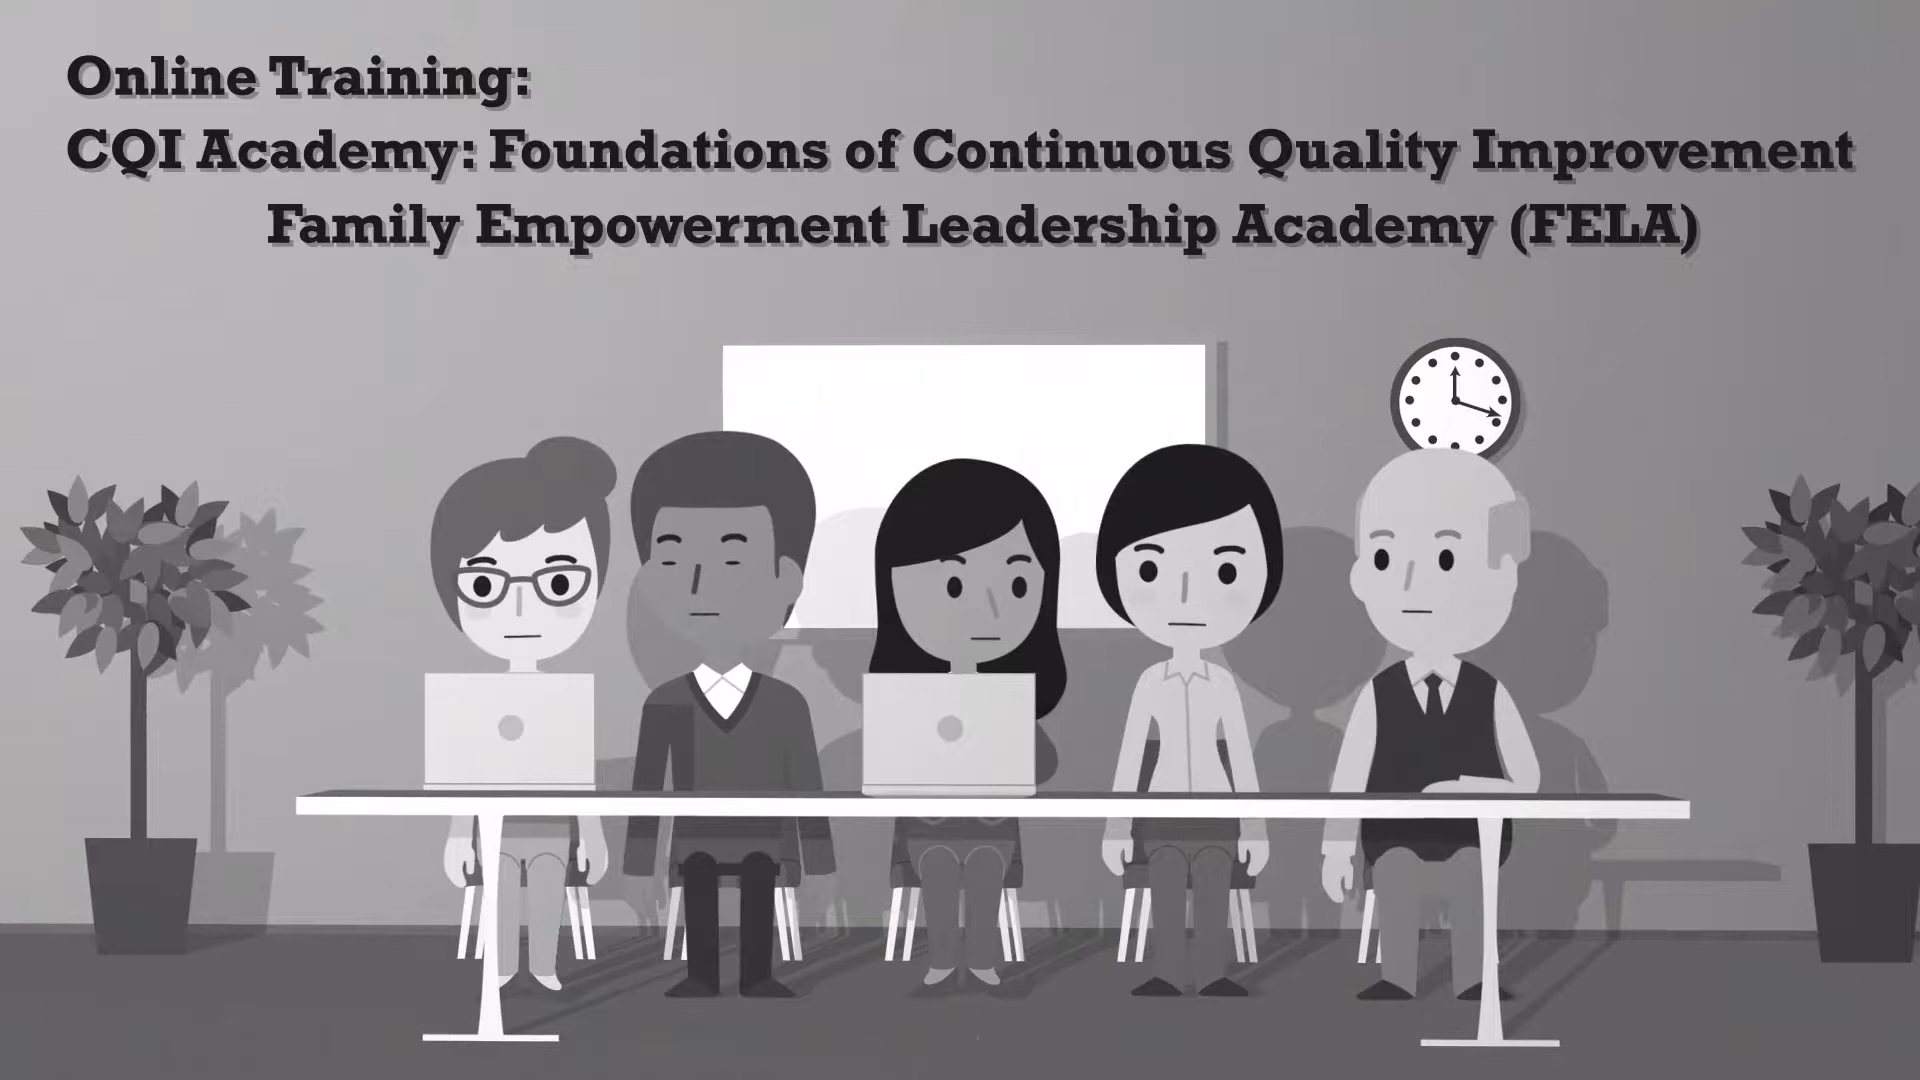 Online Training:
CQI Academy: Foundations of Continuous Quality Improvement
Family Empowerment Leadership Academy (FELA)